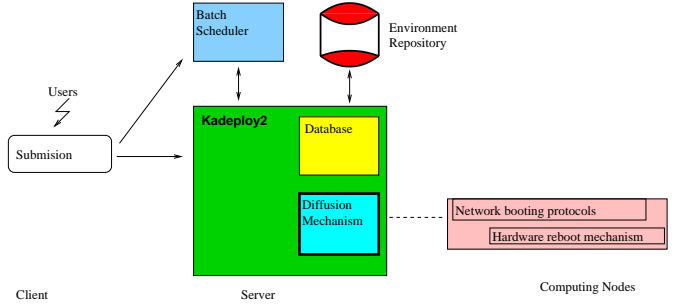 Batch
Scheduler
Environment
Repository
Users
Submision
Kadeploy2
Database
Diffusion
Mechanism
Network booting protocols
Hardware reboot mechanism
Client
Server
Computing Nodes